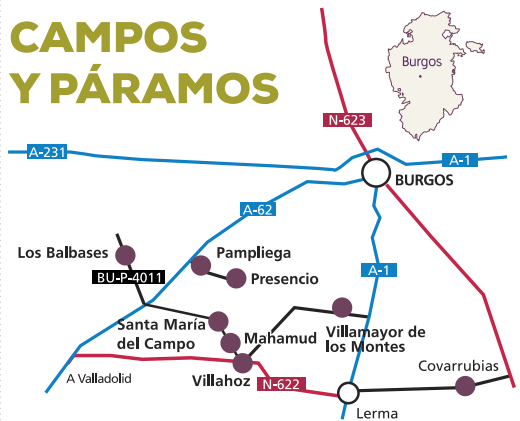 CAMPOS
Y PÁRAMOS
Burgos
N-623
A-231
A-1
BURGOS
A-62
Los Balbases
Pampliega
BU-P-4011
Presencio
A-1
Santa María
del Campo
Mahamud
Villamayor de
los Montes
Villahoz
A Valladolid
N-622
Covarrubias
Lerma